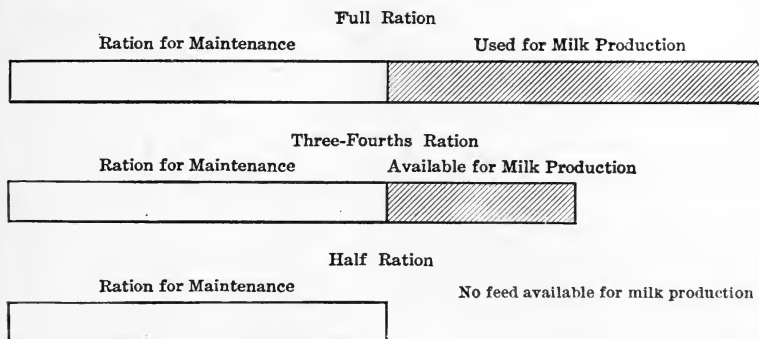 Full Ration
Ration for Maintenance Used for Milk Production
Three-Fourths Ration
Ration for Maintenance Available for Milk Production
Half Ration
Ration for Maintenance No feed available for milk production